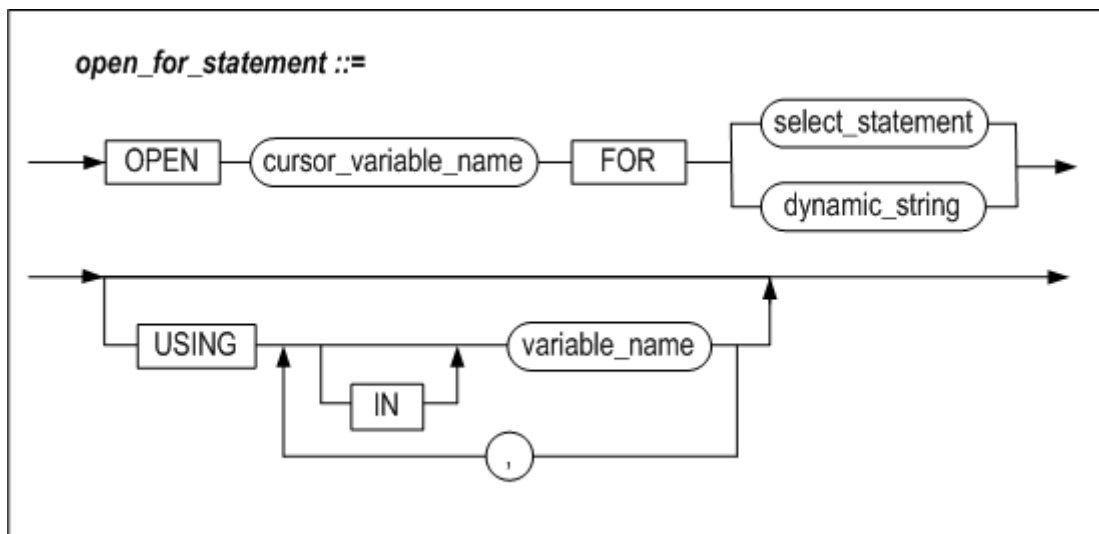 open_for_statement ::=
select_statement
OPEN cursor_variable_name FOR
dynamic_string
USING variable_name
IN
,